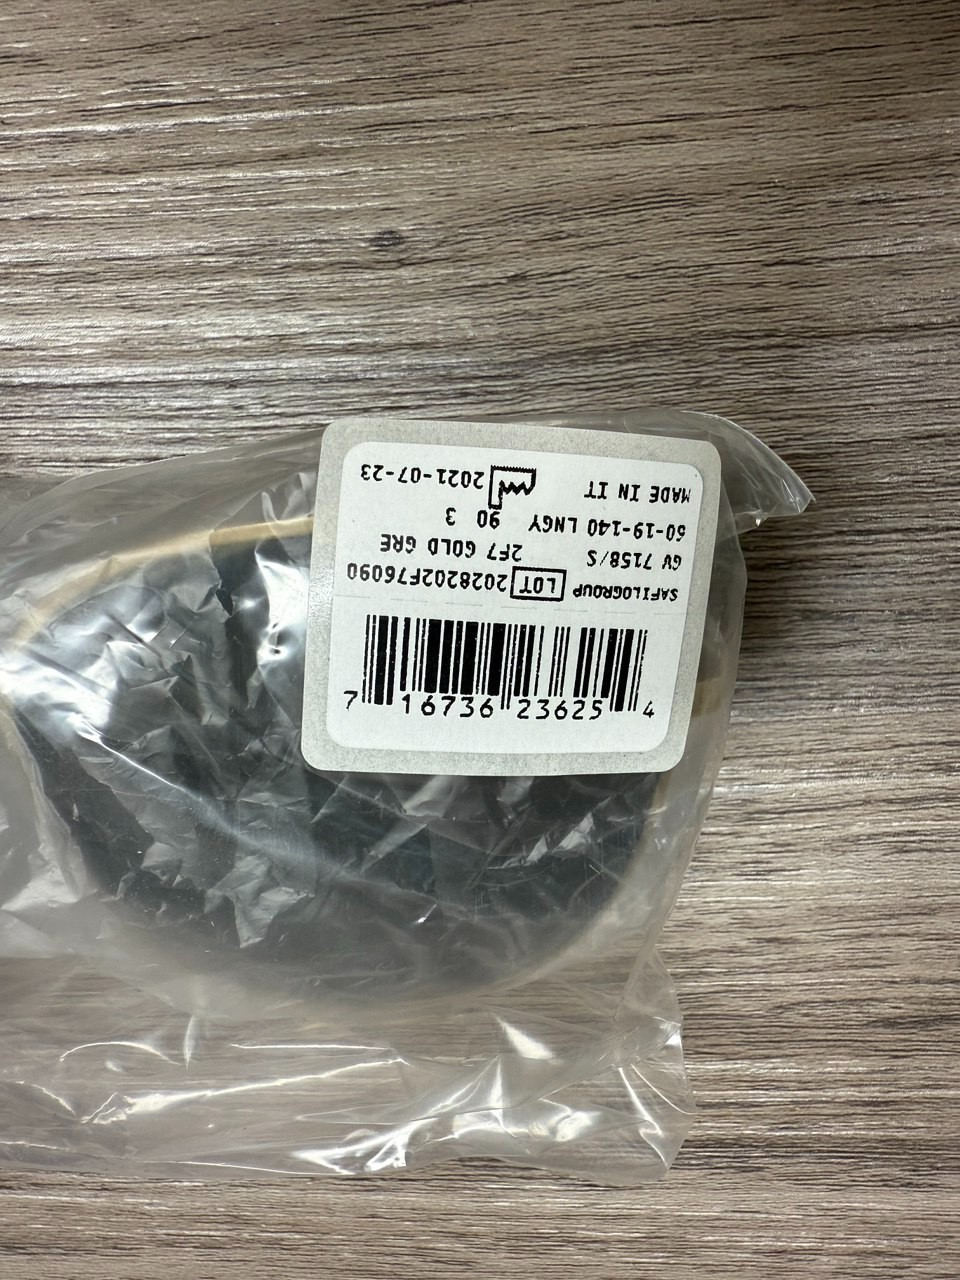 SAFILOGROUP LOT 2028202F76090
GV 7158/S 2F7 GOLD GRE
60-19-140 LNGY 90 3
MADE IN IT 2021-07-23
7 16736 23625 4